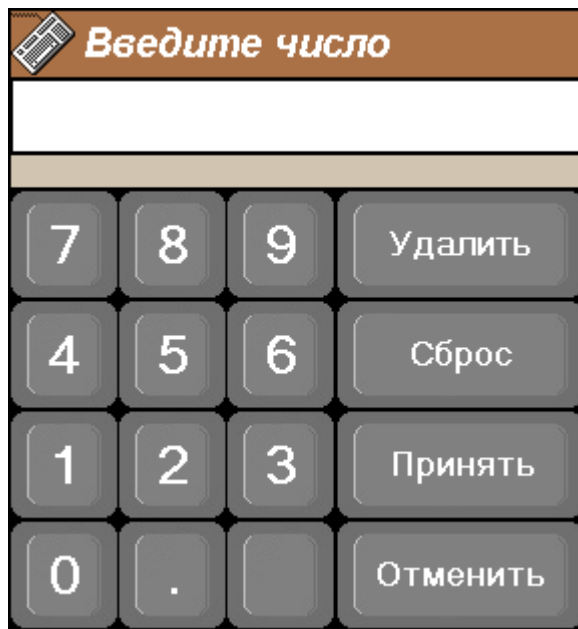 Введите число
7 8 9 Удалить
4 5 6 Сброс
1 2 3 Принять
0 . Отменить